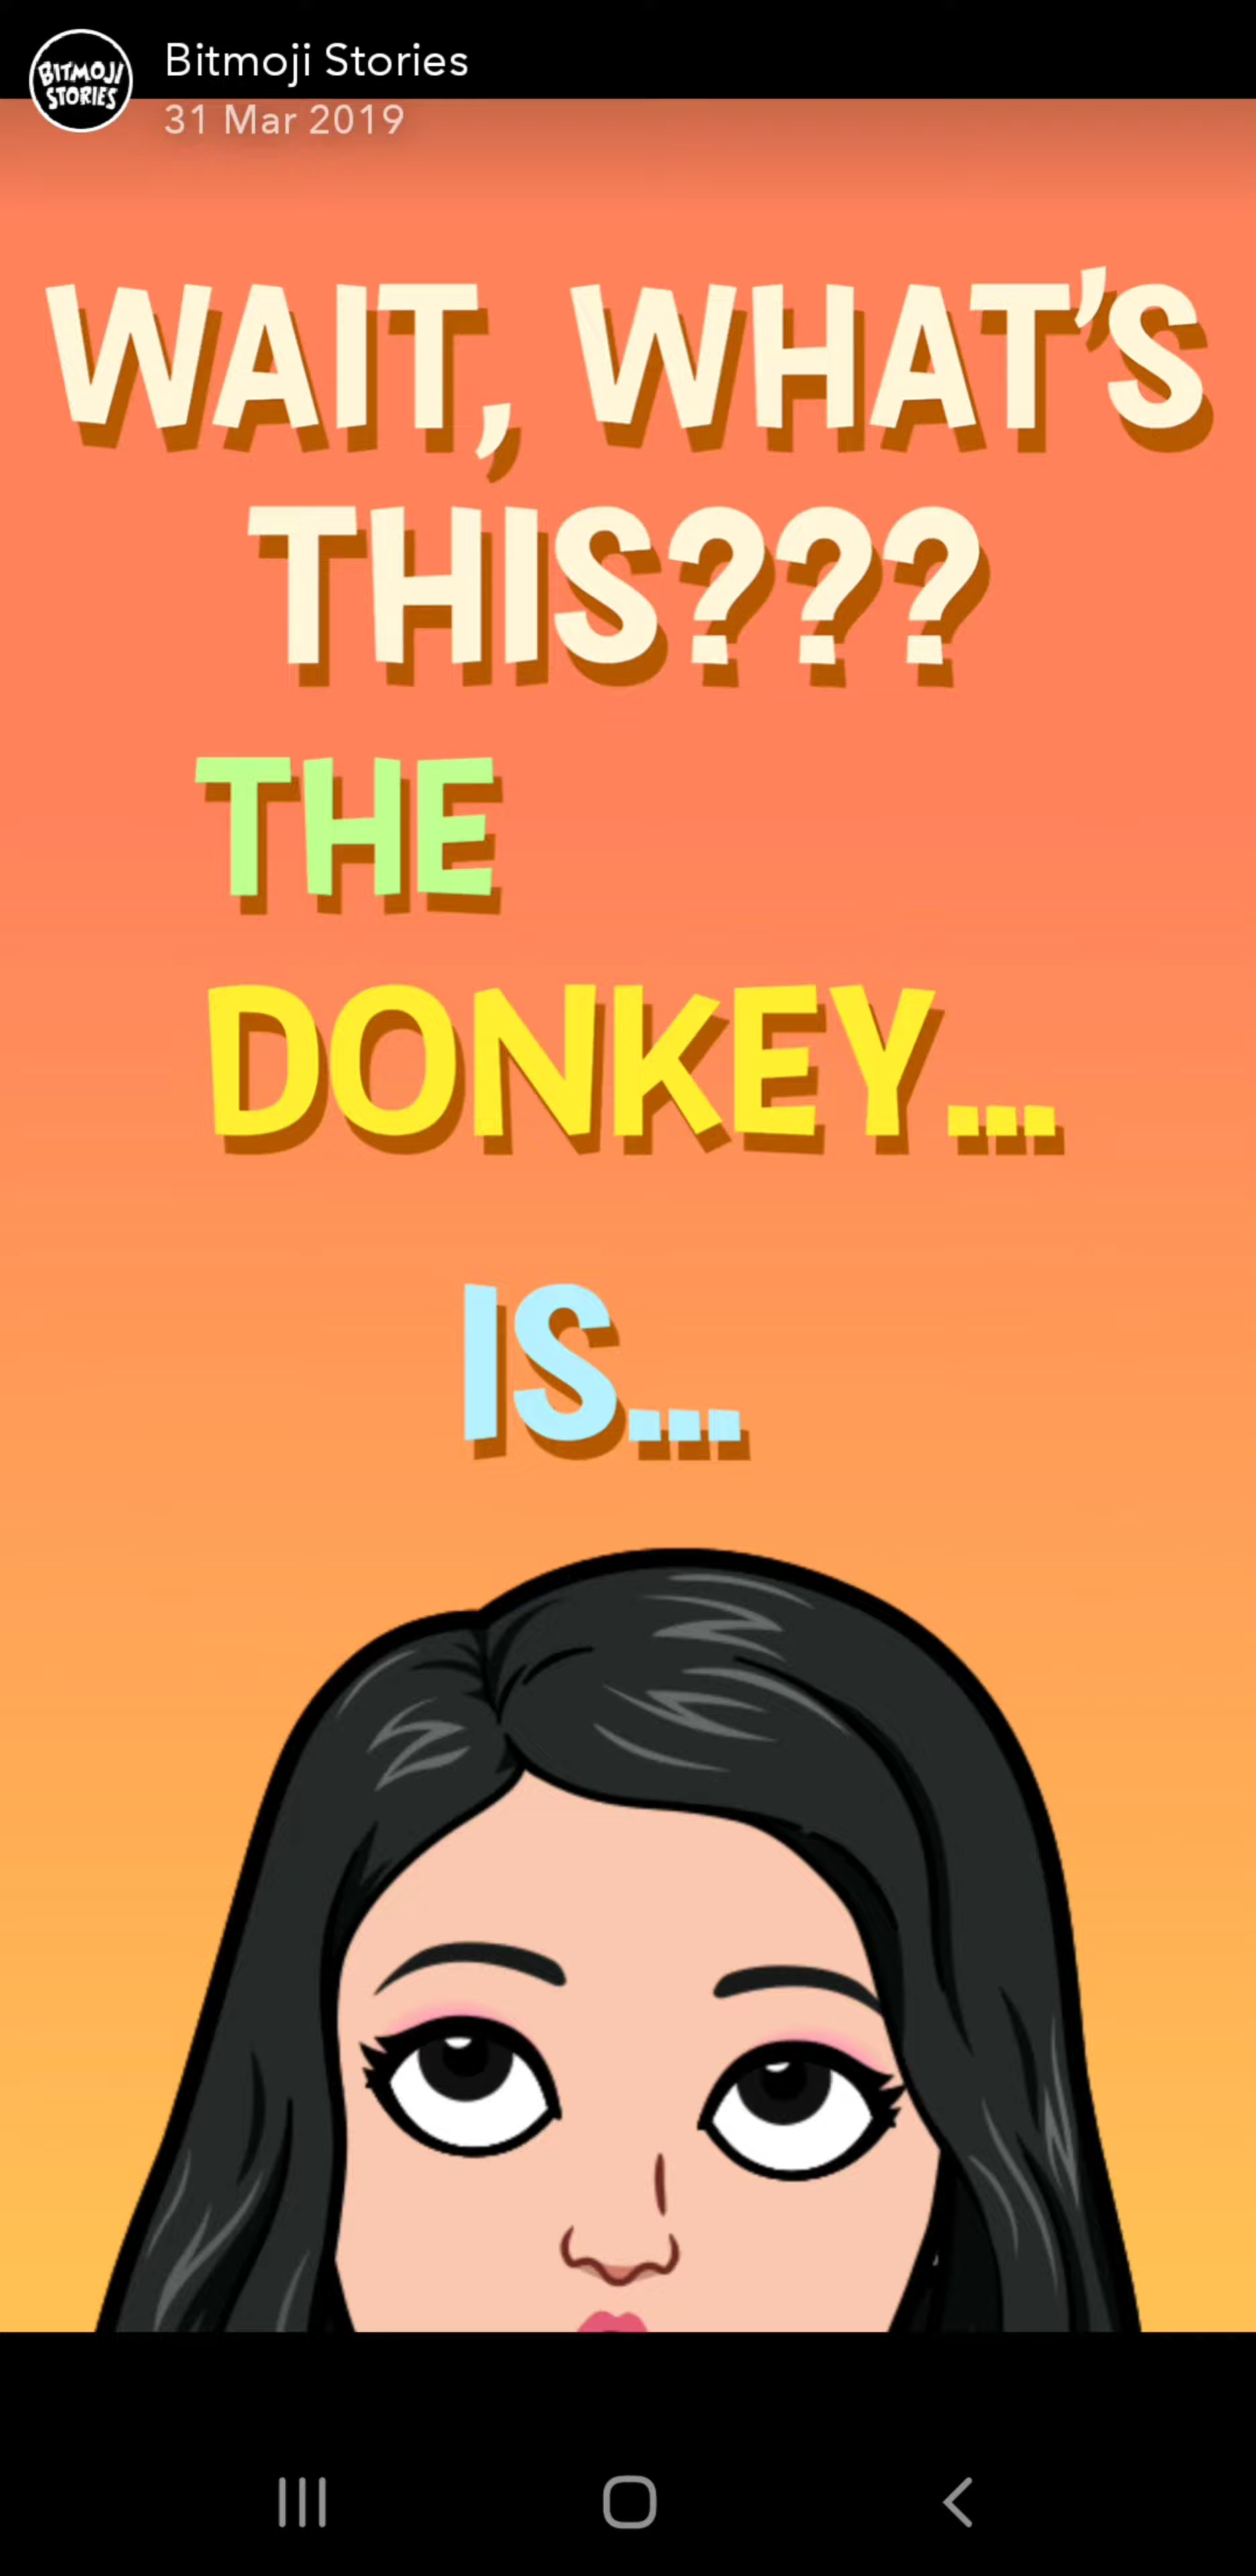 BITMOJI
STORIES
Bitmoji Stories
31 Mar 2019
WAIT, WHAT'S
THIS???
THE
DONKEY...
IS...